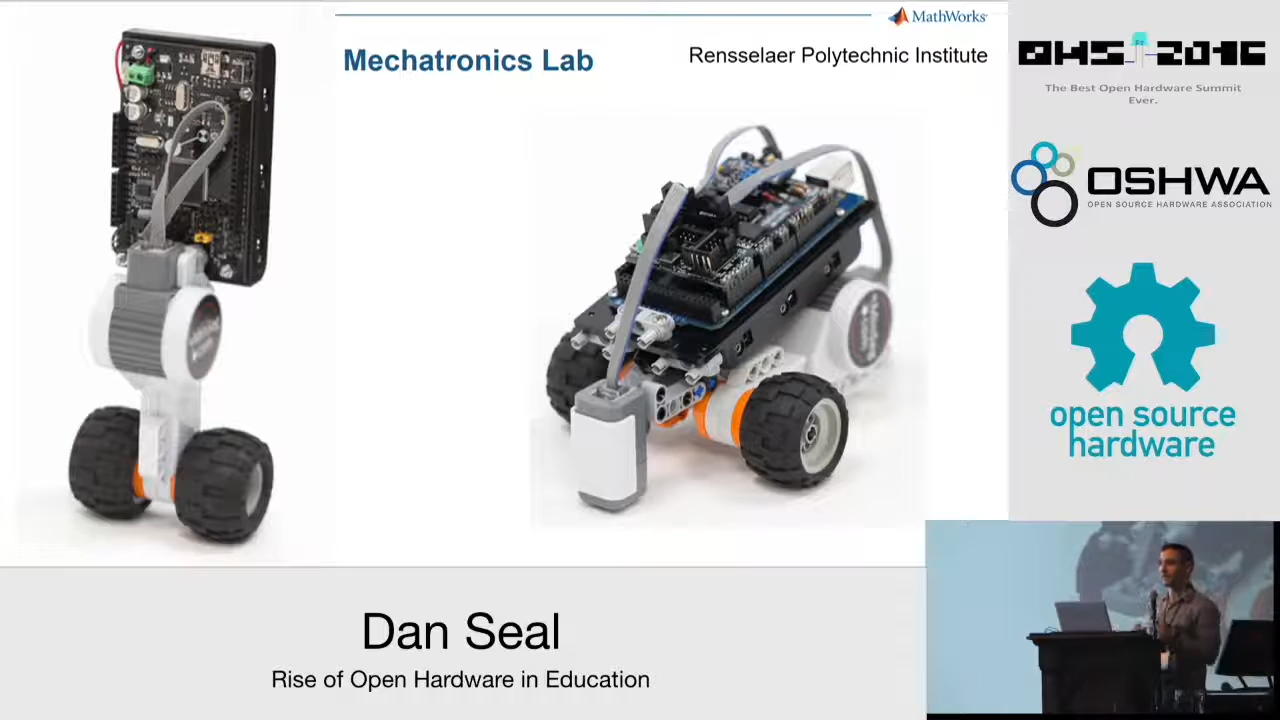 MathWorks
Mechatronics Lab
Rensselaer Polytechnic Institute
OHS 2016
The Best Open Hardware Summit
Ever.
OSHWA
OPEN SOURCE HARDWARE ASSOCIATION
open source
hardware
Dan Seal
Rise of Open Hardware in Education